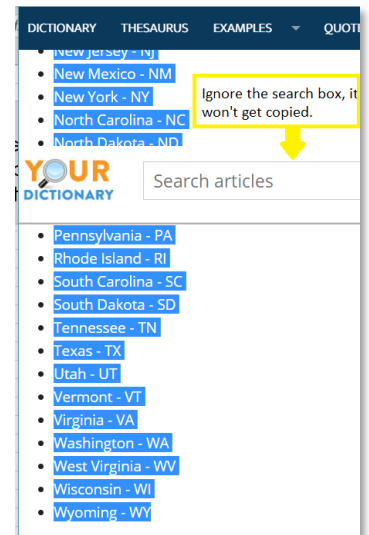 DICTIONARY THESAURUS EXAMPLES QUOT
New Jersey - NJ
New Mexico - NM
New York - NY
North Carolina - NC
North Dakota - ND
Ignore the search box, it
won't get copied.
YOUR
DICTIONARY
Search articles
Pennsylvania - PA
Rhode Island - RI
South Carolina - SC
South Dakota - SD
Tennessee - TN
Texas - TX
Utah - UT
Vermont - VT
Virginia - VA
Washington - WA
West Virginia - WV
Wisconsin - WI
Wyoming - WY